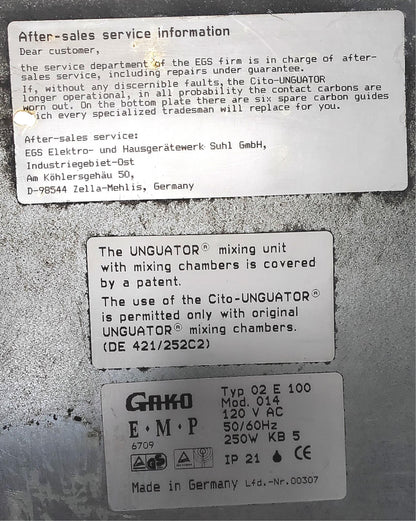 After-sales service information
Dear customer,
the service department of the EGS firm is in charge of after-
sales service, including repairs under guarantee.
If, without any discernible faults, the Cito-UNGUATOR
longer operational, in all probability the contact carbons are
worn out. On the bottom plate there are six spare carbon guides
which every specialized tradesman will replace for you.
After-sales service:
EGS Elektro- und Hausgerätewerk Suhl GmbH,
Industriegebiet-Ost
Am Köhlersgehäu 50,
D-98544 Zella-Mehlis, Germany
The UNGUATOR® mixing unit
with mixing chambers is covered
by a patent.
The use of the Cito-UNGUATOR®
is permitted only with original
UNGUATOR® mixing chambers.
(DE 421/252C2)
GAKO
E·M·P
6709
Typ 02 E 100
Mod. 014
120 V AC
50/60Hz
250W KB 5
IP 21 CE
Made in Germany Lfd.-Nr.00307